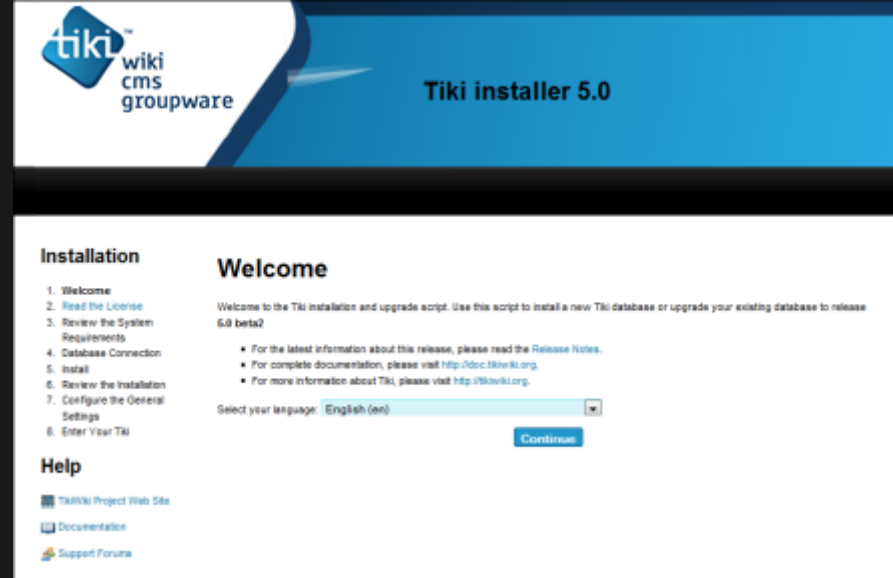 tiki™
wiki
cms
groupware
Tiki installer 5.0
Installation
1. Welcome
2. Read the License
3. Review the System
Requirements
4. Database Connection
5. Install
6. Review the Installation
7. Configure the General
Settings
8. Enter Your Tiki
Help
TikiWiki Project Web Site
Documentation
Support Forums
Welcome
Welcome to the Tiki installation and upgrade script. Use this script to install a new Tiki database or upgrade your existing database to release
5.0 beta2
• For the latest information about this release, please read the Release Notes.
• For complete documentation, please visit http://doc.tikiwiki.org.
• For more information about Tiki, please visit http://tikiwiki.org.
Select your language: English (en)
Continue